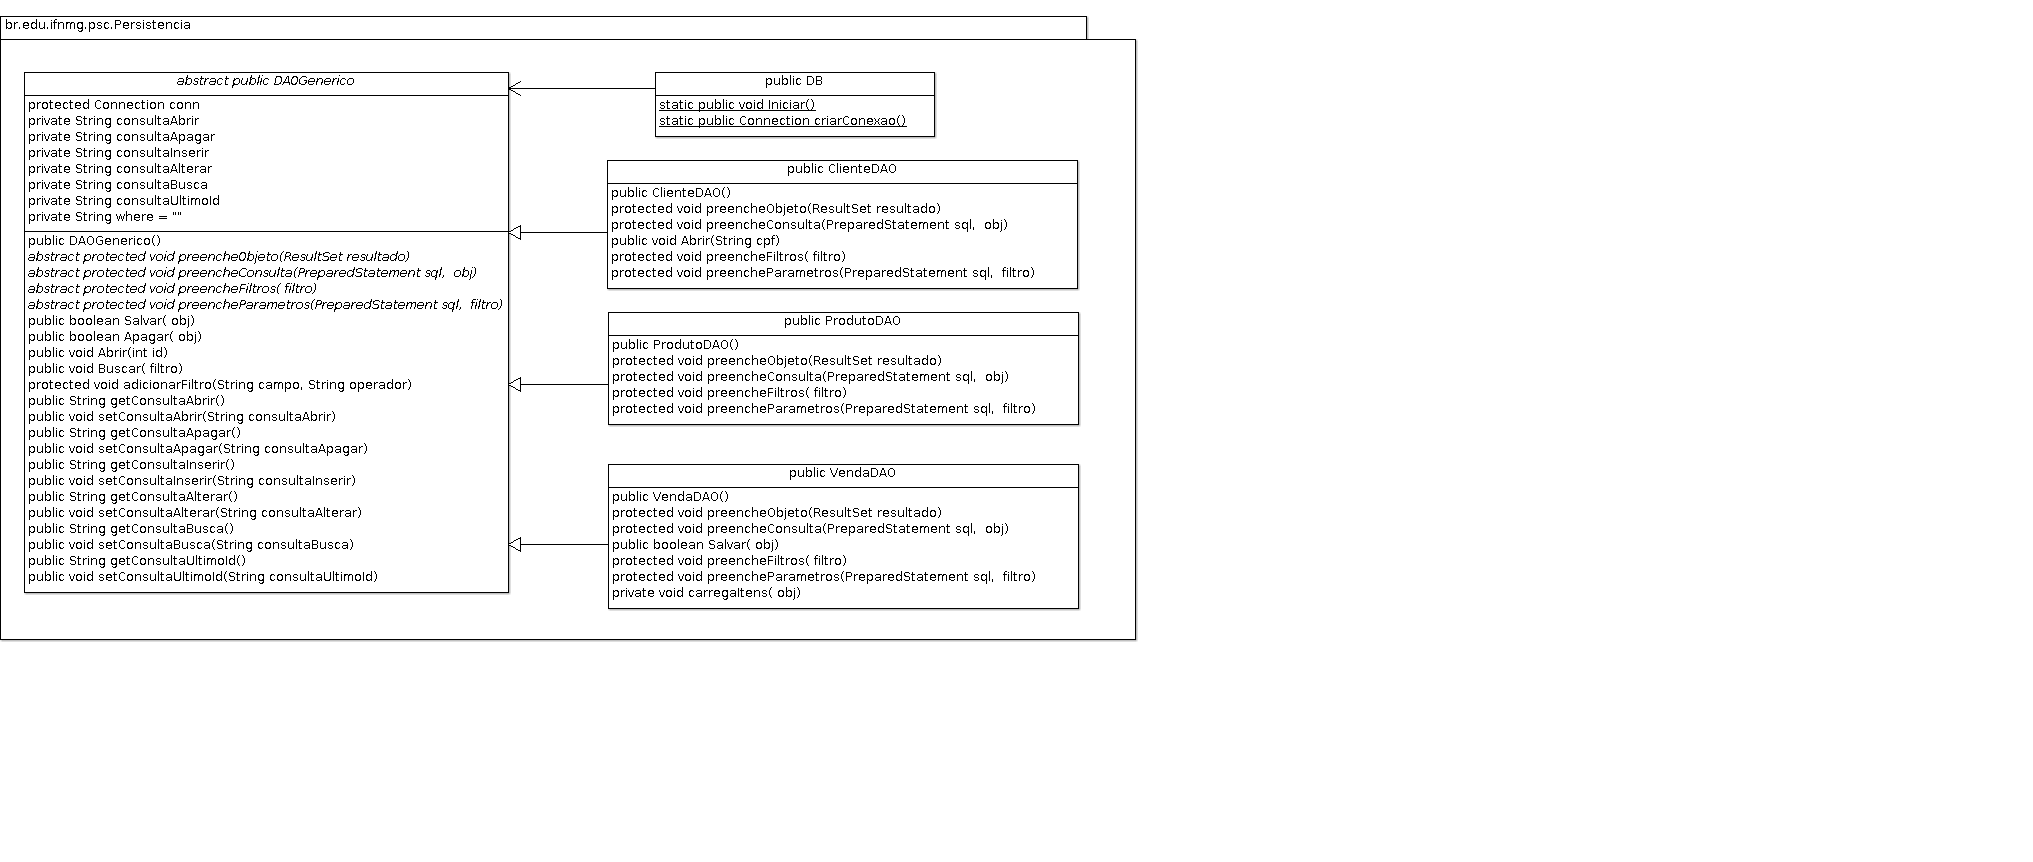 br.edu.ifnmg.psc.Persistencia
abstract public DAOGenerico
protected Connection conn
private String consultaAbrir
private String consultaApagar
private String consultaInserir
private String consultaAlterar
private String consultaBusca
private String consultaUltimoId
private String where = ""
public DAOGenerico()
abstract protected void preencheObjeto(ResultSet resultado)
abstract protected void preencheConsulta(PreparedStatement sql,  obj)
abstract protected void preencheFiltros( filtro)
abstract protected void preencheParametros(PreparedStatement sql,  filtro)
public boolean Salvar( obj)
public boolean Apagar( obj)
public void Abrir(int id)
public void Buscar( filtro)
protected void adicionarFiltro(String campo, String operador)
public String getConsultaAbrir()
public void setConsultaAbrir(String consultaAbrir)
public String getConsultaApagar()
public void setConsultaApagar(String consultaApagar)
public String getConsultaInserir()
public void setConsultaInserir(String consultaInserir)
public String getConsultaAlterar()
public void setConsultaAlterar(String consultaAlterar)
public String getConsultaBusca()
public void setConsultaBusca(String consultaBusca)
public String getConsultaUltimoId()
public void setConsultaUltimoId(String consultaUltimoId)
public DB
static public void Iniciar()
static public Connection criarConexao()
public ClienteDAO
public ClienteDAO()
protected void preencheObjeto(ResultSet resultado)
protected void preencheConsulta(PreparedStatement sql,  obj)
public void Abrir(String cpf)
protected void preencheFiltros( filtro)
protected void preencheParametros(PreparedStatement sql,  filtro)
public ProdutoDAO
public ProdutoDAO()
protected void preencheObjeto(ResultSet resultado)
protected void preencheConsulta(PreparedStatement sql,  obj)
protected void preencheFiltros( filtro)
protected void preencheParametros(PreparedStatement sql,  filtro)
public VendaDAO
public VendaDAO()
protected void preencheObjeto(ResultSet resultado)
protected void preencheConsulta(PreparedStatement sql,  obj)
public boolean Salvar( obj)
protected void preencheFiltros( filtro)
protected void preencheParametros(PreparedStatement sql,  filtro)
private void carregaItens( obj)